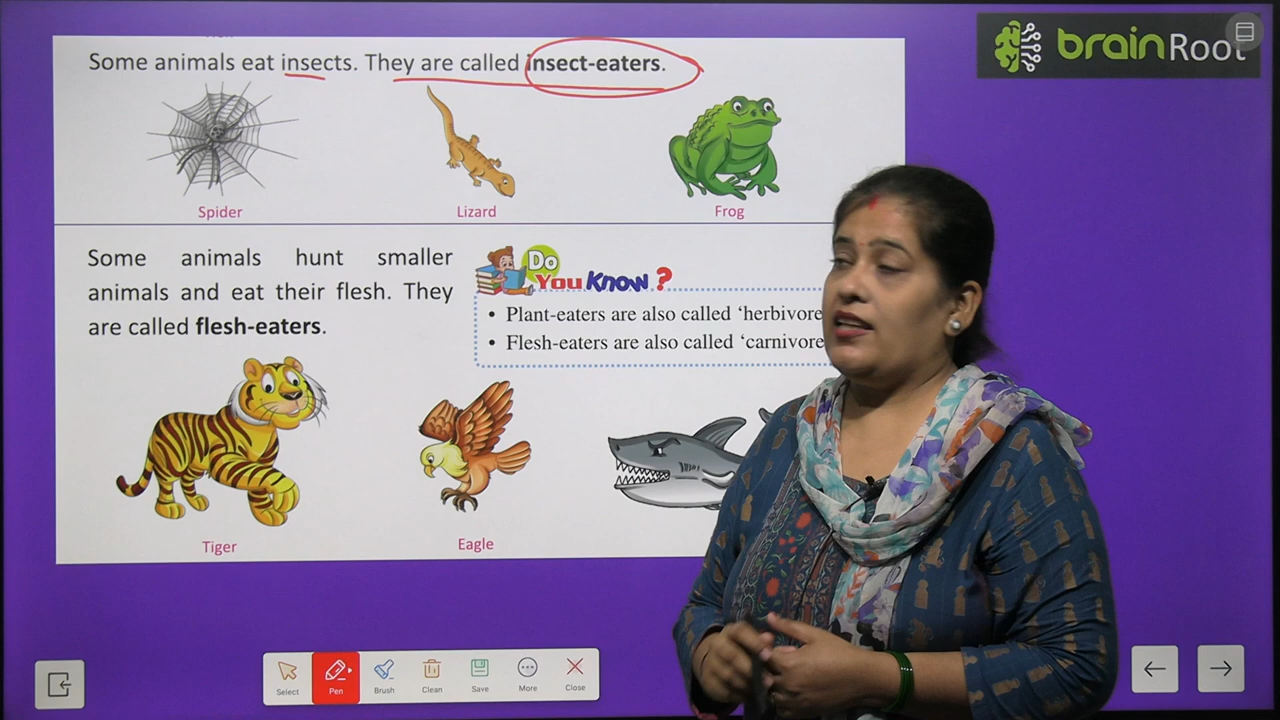 brainRoot
Some animals eat insects. They are called insect-eaters.
Spider
Lizard
Frog
Some animals hunt smaller
animals and eat their flesh. They
are called flesh-eaters.
Do
You Know ?
• Plant-eaters are also called ‘herbivore
• Flesh-eaters are also called ‘carnivore
Tiger
Eagle
Select
Pen
Brush
Clean
Save
More
Close